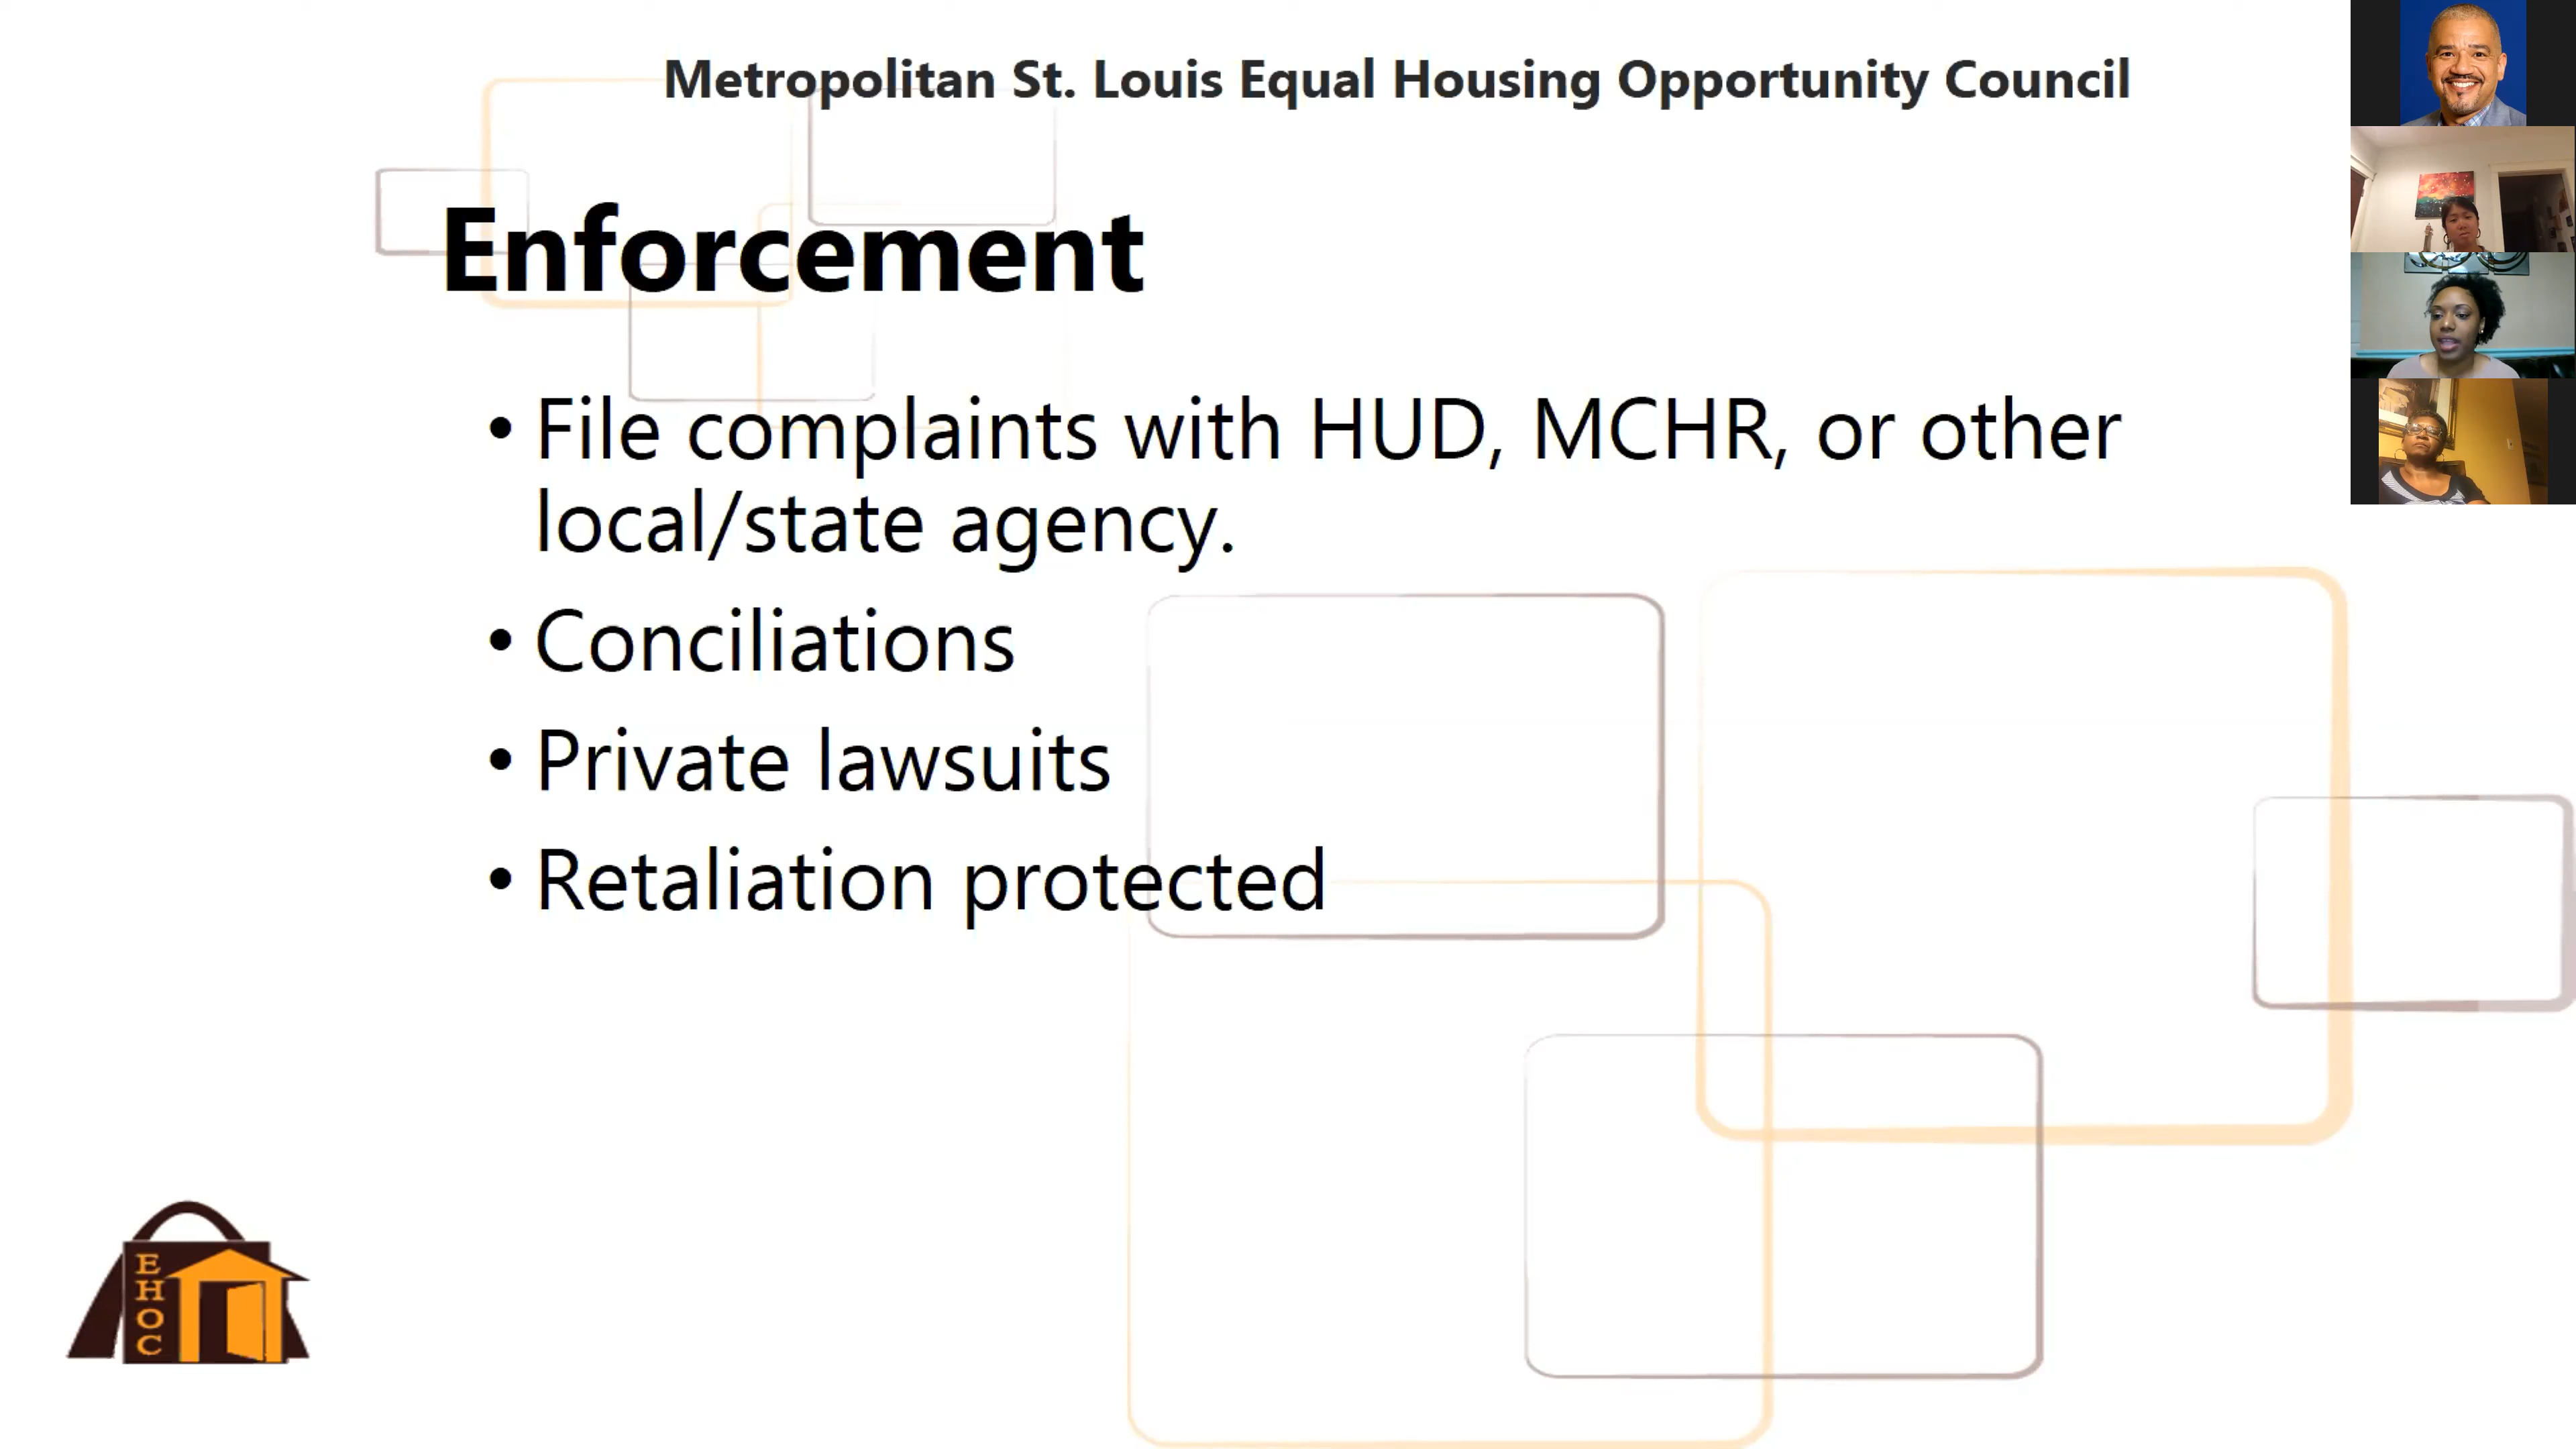 Metropolitan St. Louis Equal Housing Opportunity Council
Enforcement
• File complaints with HUD, MCHR, or other
local/state agency.
• Conciliations
• Private lawsuits
• Retaliation protected
EHOC